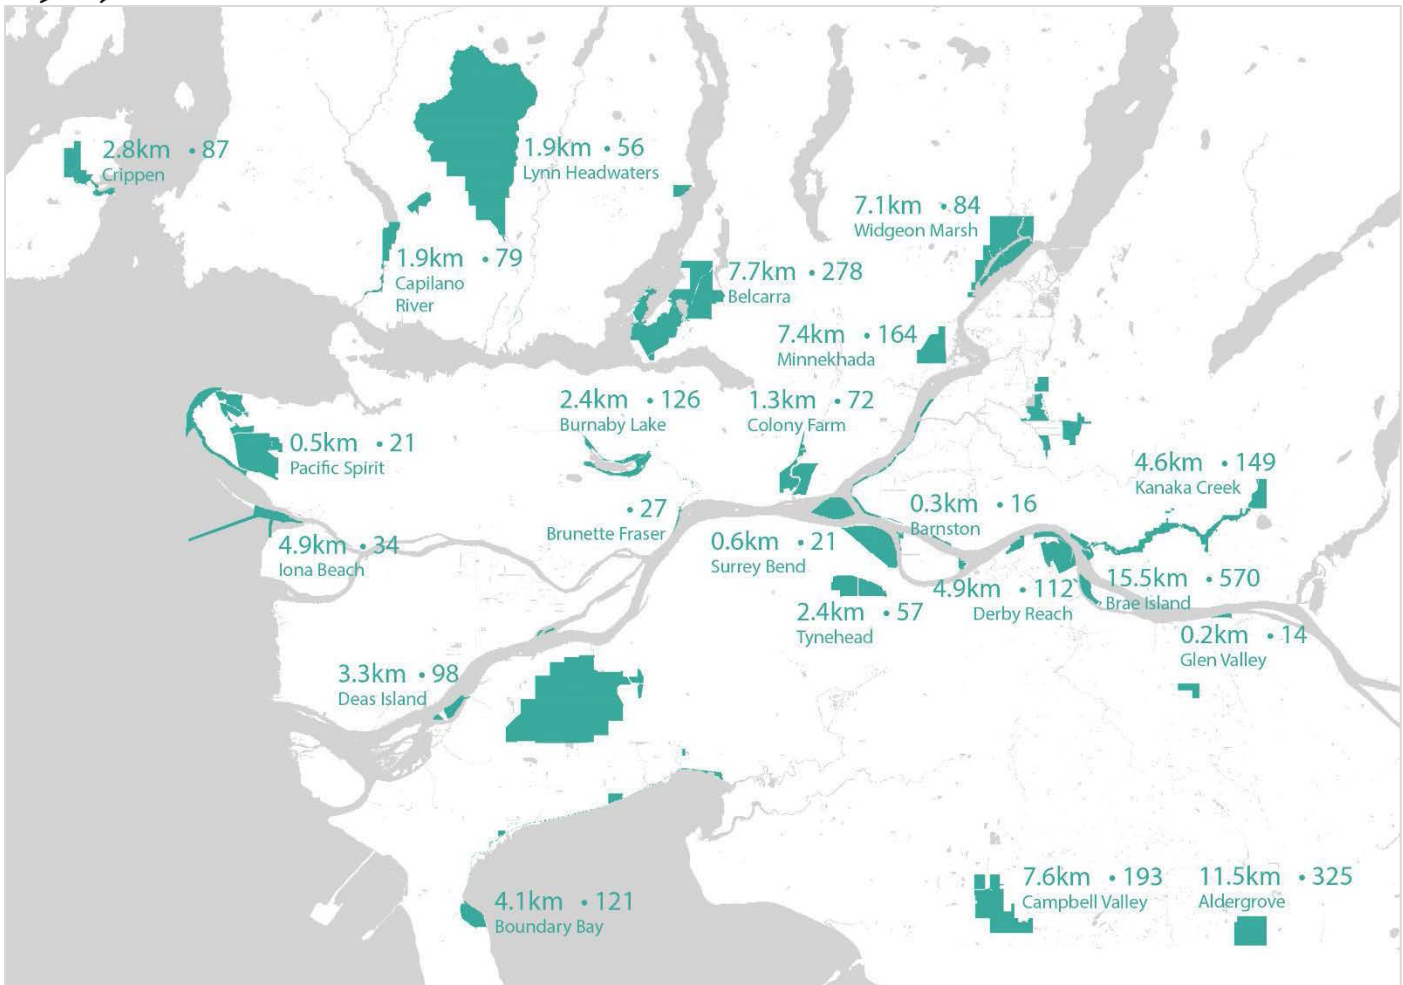 2.8km • 87
Crippen
1.9km • 56
Lynn Headwaters
7.1km • 84
Widgeon Marsh
1.9km • 79
Capilano
River
7.7km • 278
Belcarra
7.4km • 164
Minnekhada
2.4km • 126
Burnaby Lake
1.3km • 72
Colony Farm
0.5km • 21
Pacific Spirit
4.6km • 149
Kanaka Creek
• 27
Brunette Fraser
0.3km • 16
Barnston
4.9km • 34
Iona Beach
0.6km • 21
Surrey Bend
4.9km • 112
Derby Reach
15.5km • 570
Brae Island
2.4km • 57
Tynehead
0.2km • 14
Glen Valley
3.3km • 98
Deas Island
7.6km • 193
Campbell Valley
11.5km • 325
Aldergrove
4.1km • 121
Boundary Bay